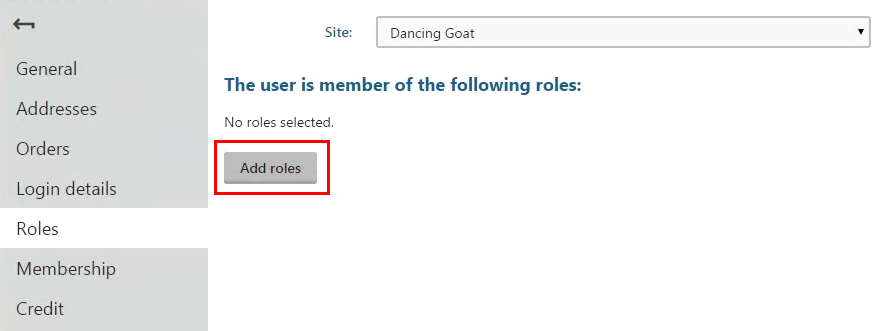 Site: Dancing Goat
General
Addresses
Orders
Login details
Roles
Membership
Credit
The user is member of the following roles:
No roles selected.
Add roles